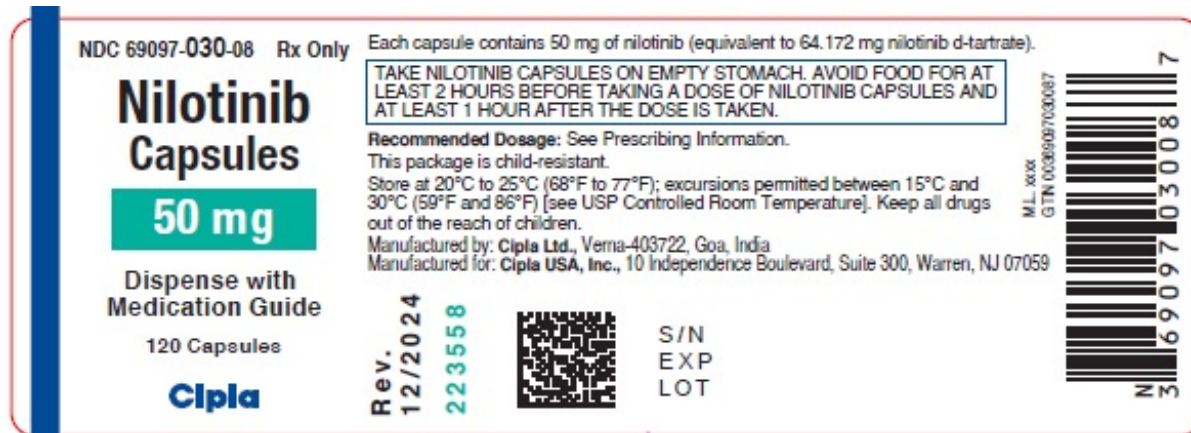 NDC 69097-030-08 Rx Only
Nilotinib
Capsules
50 mg
Dispense with
Medication Guide
120 Capsules
Cipla
Each capsule contains 50 mg of nilotinib (equivalent to 64.172 mg nilotinib d-tartrate).
TAKE NILOTINIB CAPSULES ON EMPTY STOMACH. AVOID FOOD FOR AT
LEAST 2 HOURS BEFORE TAKING A DOSE OF NILOTINIB CAPSULES AND
AT LEAST 1 HOUR AFTER THE DOSE IS TAKEN.
Recommended Dosage: See Prescribing Information.
This package is child-resistant.
Store at 20°C to 25°C (68°F to 77°F); excursions permitted between 15°C and
30°C (59°F and 86°F) [see USP Controlled Room Temperature]. Keep all drugs
out of the reach of children.
Manufactured by: Cipla Ltd., Verna-403722, Goa, India
Manufactured for: Cipla USA, Inc., 10 Independence Boulevard, Suite 300, Warren, NJ 07059
Rev.
12/2024
223558
S/N
EXP
LOT
M.L. xxxx
GTIN 00369097030087
N
3 69097 03008 7